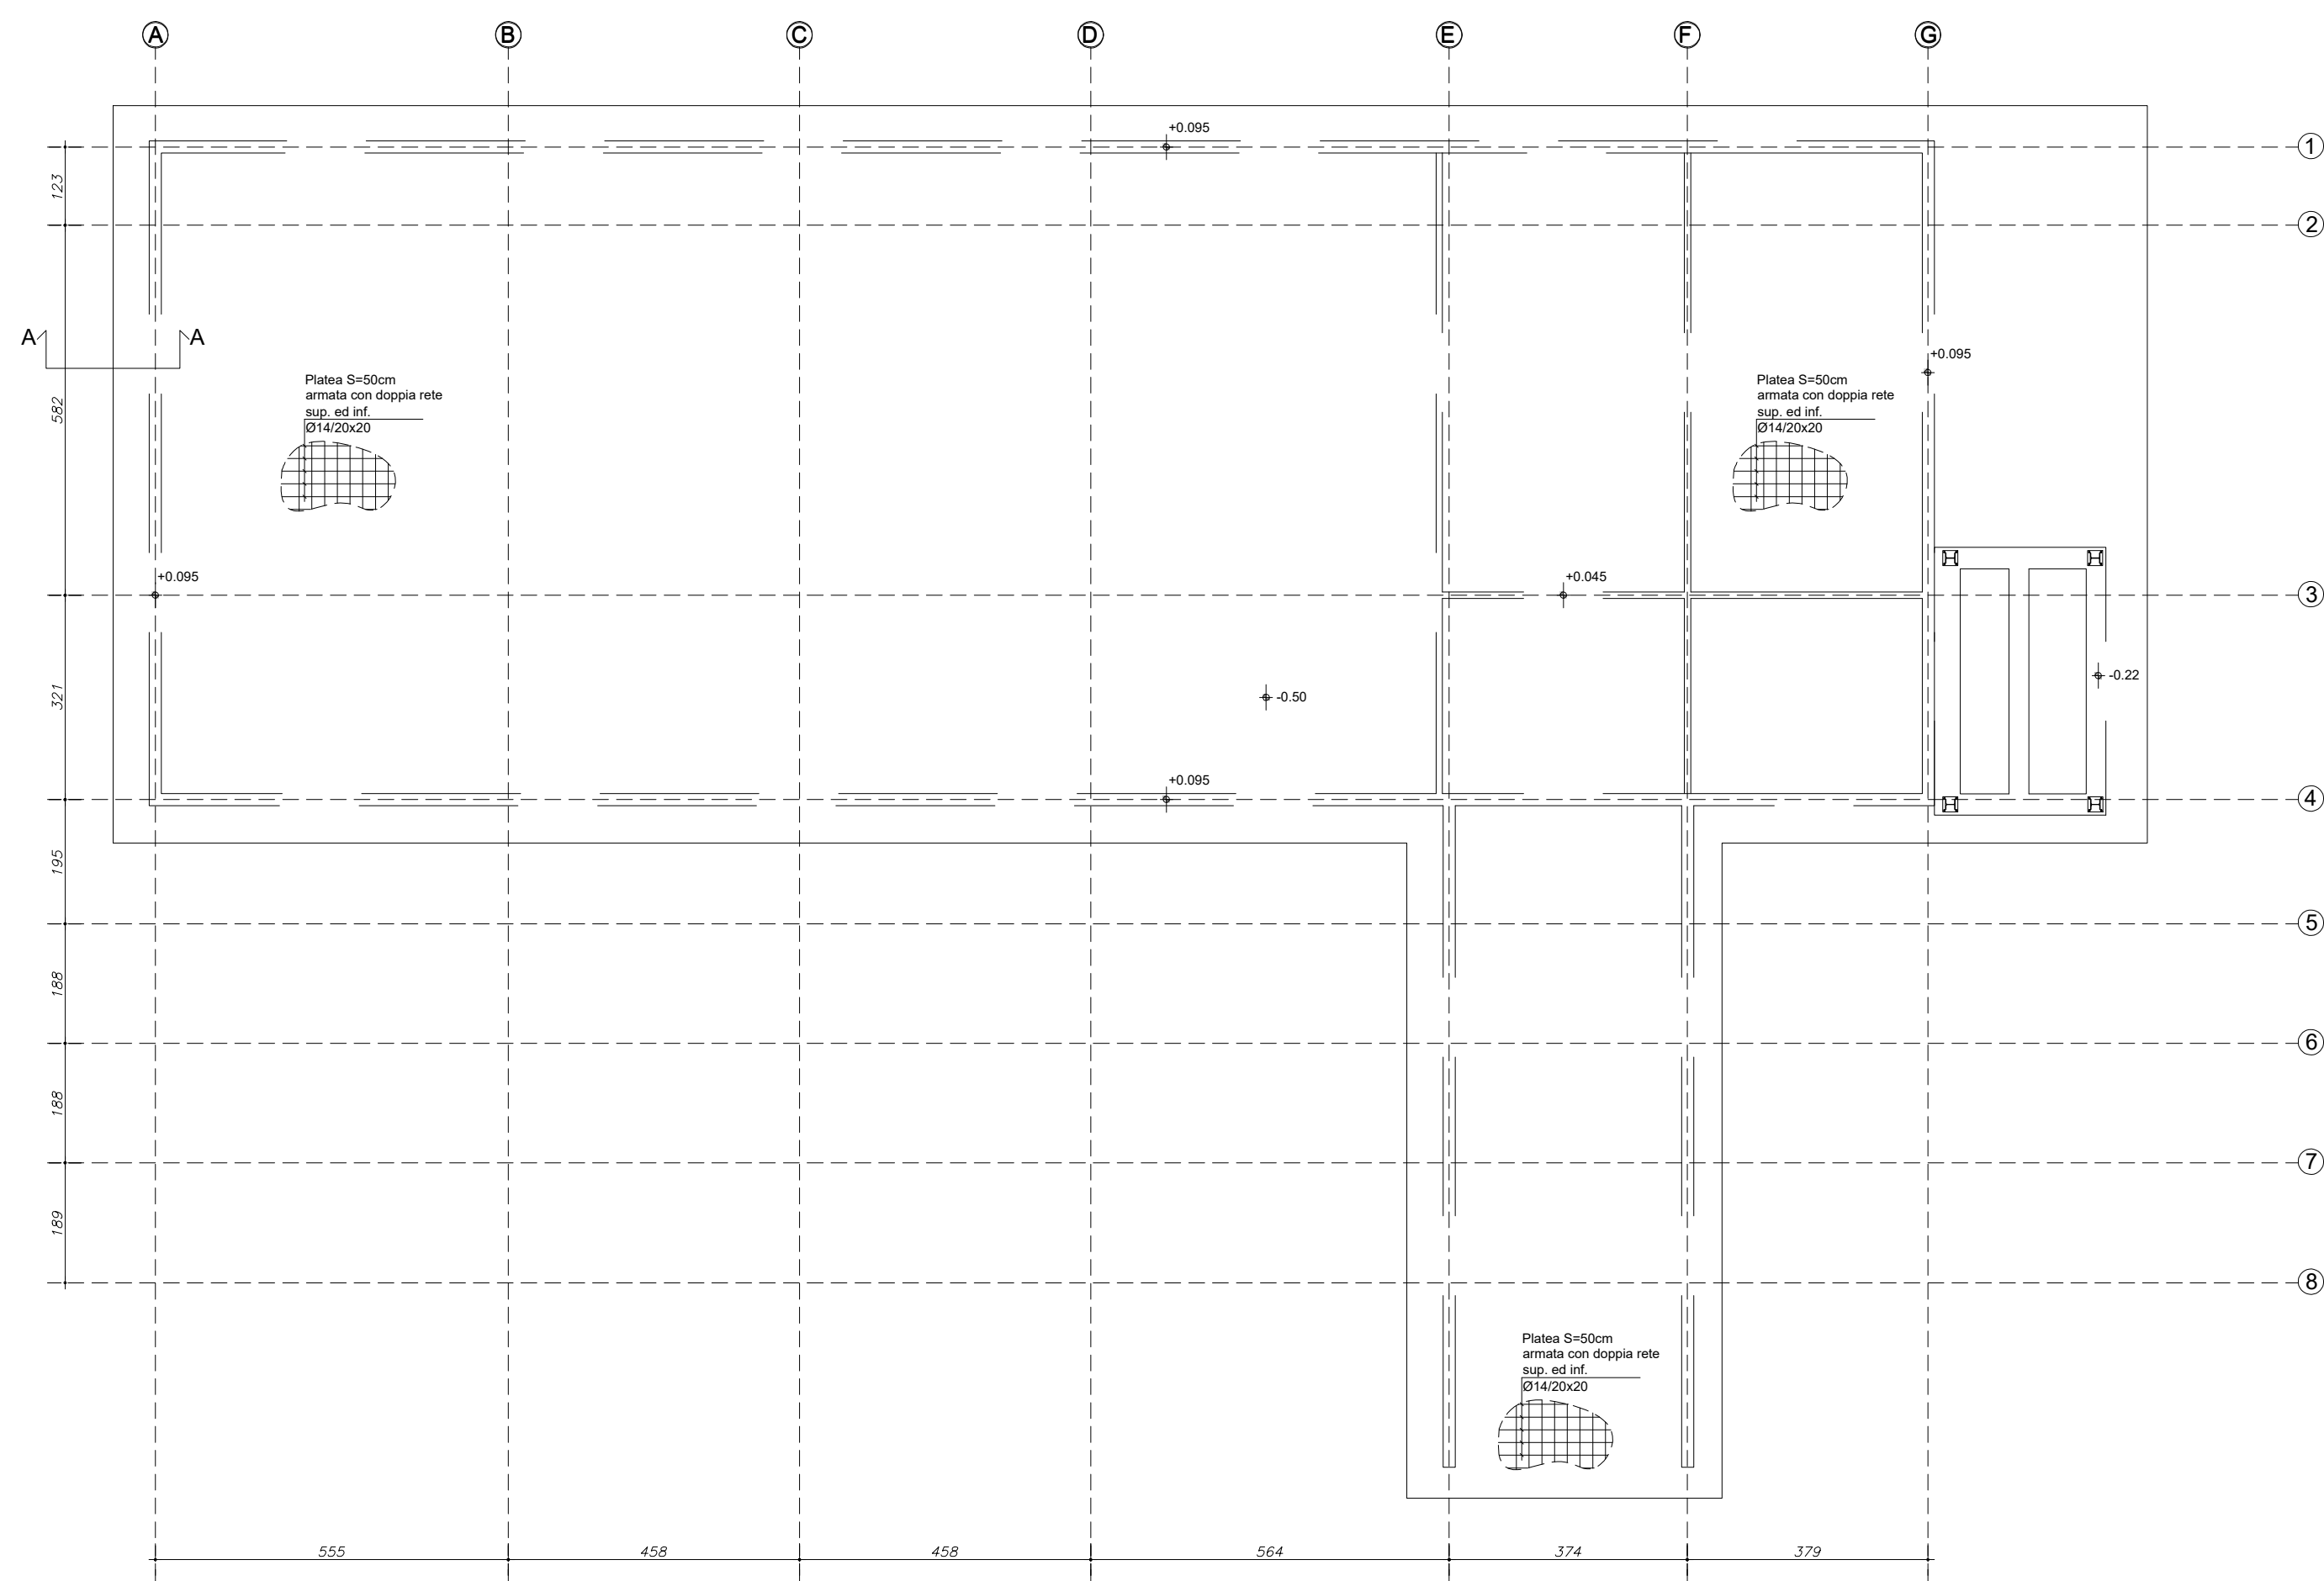 A B C D E F G
+0.095
1
123
2
A A
+0.095
Platea S=50cm
armata con doppia rete
sup. ed inf.
Ø14/20x20
Platea S=50cm
armata con doppia rete
sup. ed inf.
Ø14/20x20
582
+0.095
+0.045
3
-0.22
321
-0.50
+0.095
4
195
5
188
6
188
7
189
8
Platea S=50cm
armata con doppia rete
sup. ed inf.
Ø14/20x20
555 458 458 564 374 379